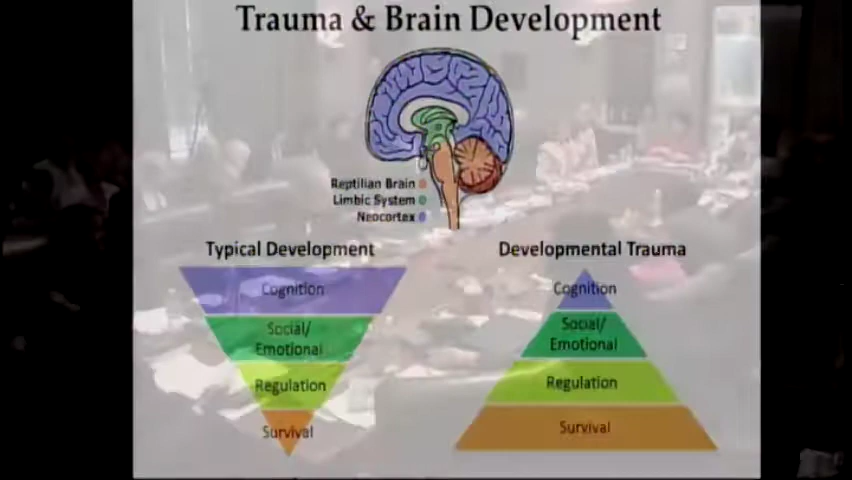 Trauma & Brain Development
Reptilian Brain
Limbic System
Neocortex
Typical Development
Developmental Trauma
Cognition
Social/
Emotional
Regulation
Survival
Cognition
Social/
Emotional
Regulation
Survival